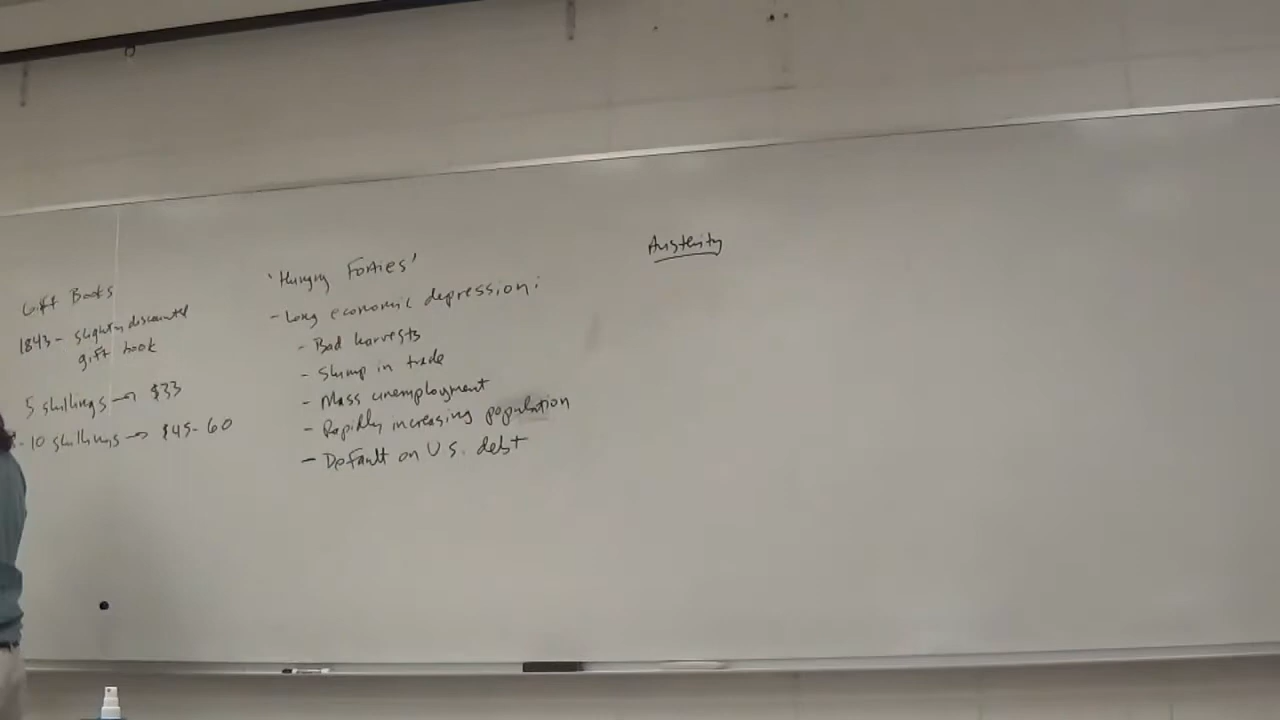 Gift Books
1843 - slightly discounted
gift book
5 shillings → $33
- 10 shillings → $45-60
'Hungry Forties'
- Long economic depression:
- Bad harvests
- Slump in trade
- Mass unemployment
- Rapidly increasing population
- Default on U.S. debt
Austerity